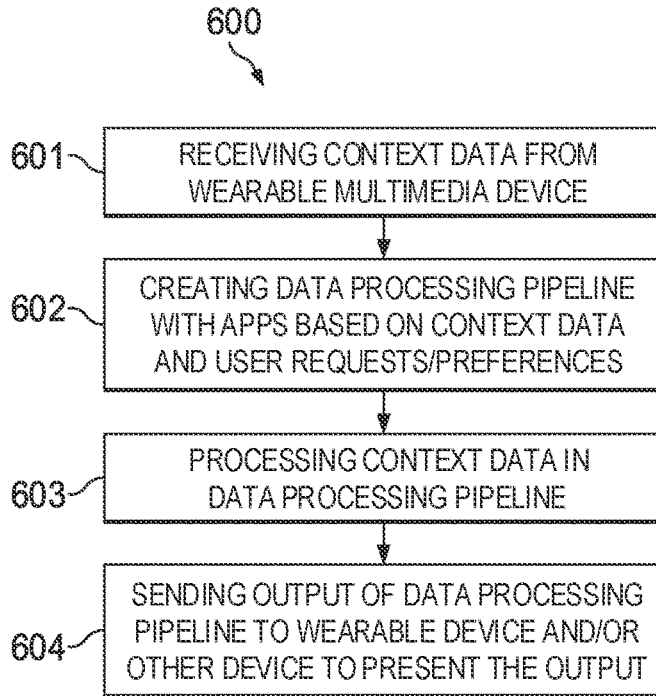 600
601
RECEIVING CONTEXT DATA FROM
WEARABLE MULTIMEDIA DEVICE
602
CREATING DATA PROCESSING PIPELINE
WITH APPS BASED ON CONTEXT DATA
AND USER REQUESTS/PREFERENCES
603
PROCESSING CONTEXT DATA IN
DATA PROCESSING PIPELINE
604
SENDING OUTPUT OF DATA PROCESSING
PIPELINE TO WEARABLE DEVICE AND/OR
OTHER DEVICE TO PRESENT THE OUTPUT